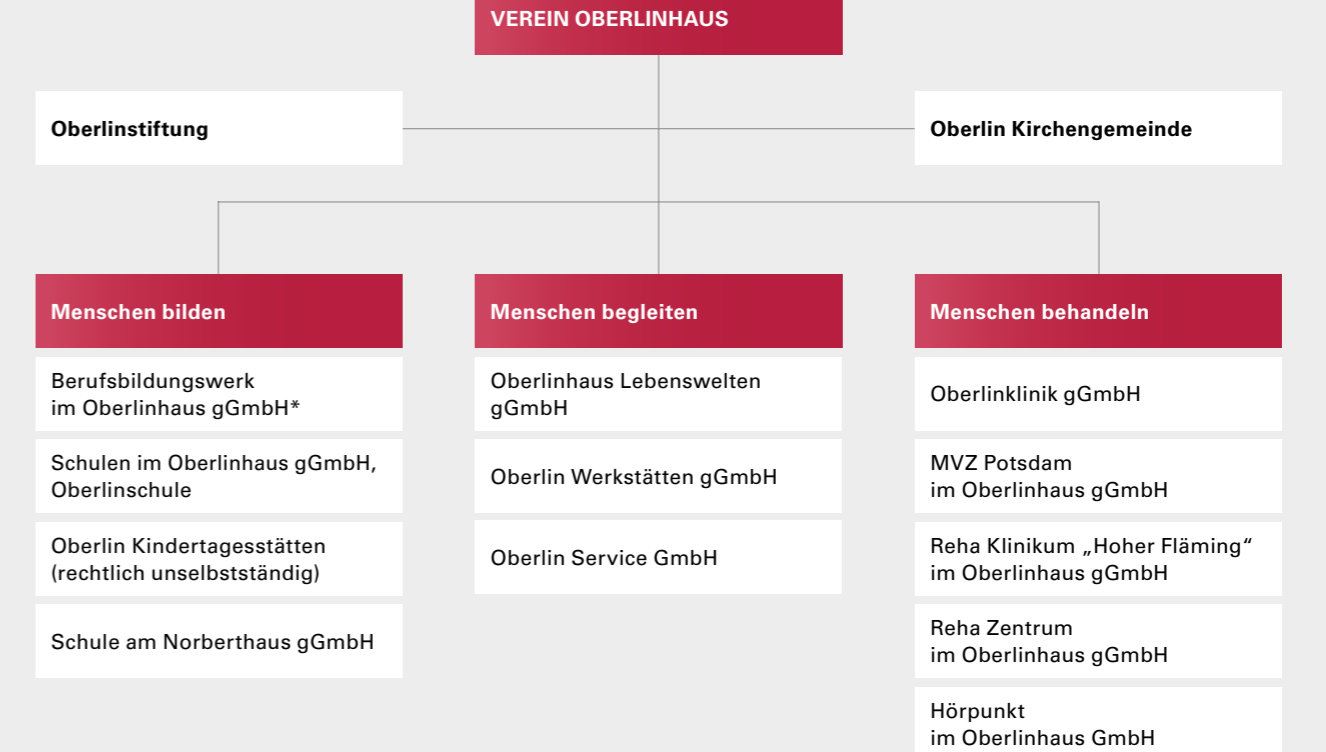 VEREIN OBERLINHAUS
Oberlinstiftung
Oberlin Kirchengemeinde
Menschen bilden
Berufsbildungswerk
im Oberlinhaus gGmbH*
Schulen im Oberlinhaus gGmbH,
Oberlinschule
Oberlin Kindertagesstätten
(rechtlich unselbstständig)
Schule am Norberthaus gGmbH
Menschen begleiten
Oberlinhaus Lebenswelten
gGmbH
Oberlin Werkstätten gGmbH
Oberlin Service GmbH
Menschen behandeln
Oberlinklinik gGmbH
MVZ Potsdam
im Oberlinhaus gGmbH
Reha Klinikum „Hoher Fläming“
im Oberlinhaus gGmbH
Reha Zentrum
im Oberlinhaus gGmbH
Hörpunkt
im Oberlinhaus GmbH